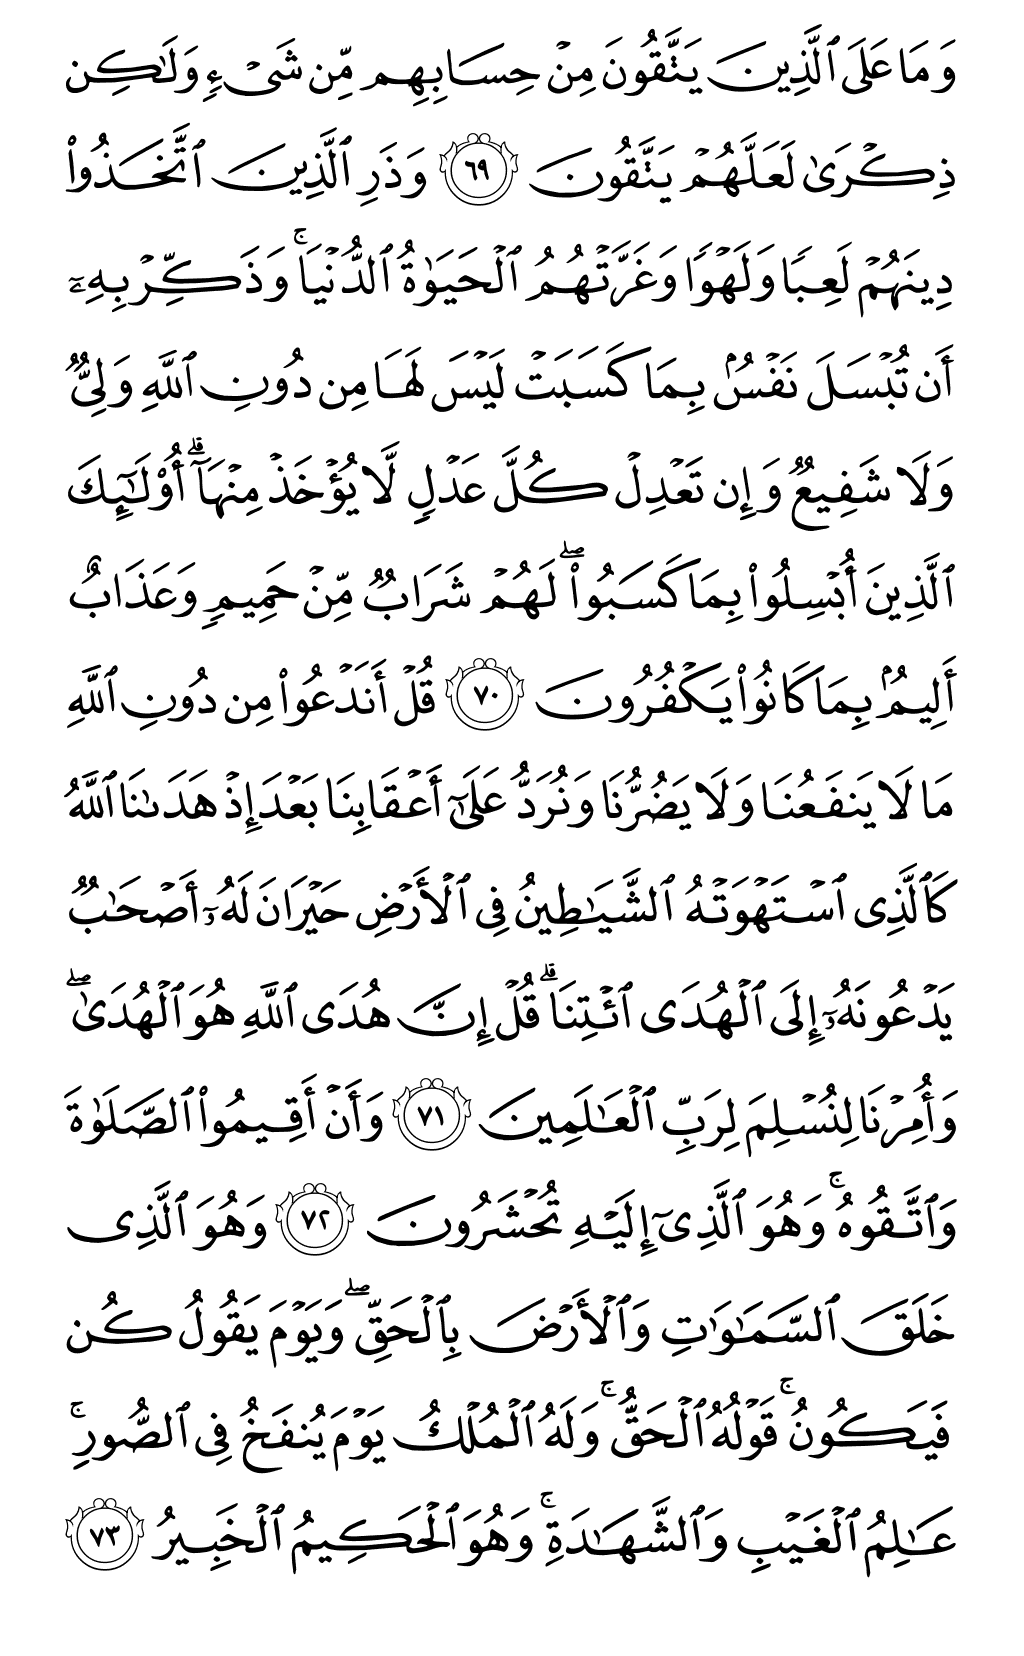 وَمَا عَلَى ٱلَّذِينَ يَتَّقُونَ مِنْ حِسَابِهِم مِّن شَىْءٍ وَلَٰكِن
ذِكْرَىٰ لَعَلَّهُمْ يَتَّقُونَ ٦٩ وَذَرِ ٱلَّذِينَ ٱتَّخَذُوا۟
دِينَهُمْ لَعِبًا وَلَهْوًا وَغَرَّتْهُمُ ٱلْحَيَوٰةُ ٱلدُّنْيَا ۚ وَذَكِّرْ بِهِۦٓ
أَن تُبْسَلَ نَفْسٌۢ بِمَا كَسَبَتْ لَيْسَ لَهَا مِن دُونِ ٱللَّهِ وَلِىٌّ
وَلَا شَفِيعٌ وَإِن تَعْدِلْ كُلَّ عَدْلٍ لَّا يُؤْخَذْ مِنْهَآ ۗ أُو۟لَٰٓئِكَ
ٱلَّذِينَ أُبْسِلُوا۟ بِمَا كَسَبُوا۟ ۖ لَهُمْ شَرَابٌ مِّنْ حَمِيمٍ وَعَذَابٌ
أَلِيمٌۢ بِمَا كَانُوا۟ يَكْفُرُونَ ٧٠ قُلْ أَنَدْعُوا۟ مِن دُونِ ٱللَّهِ
مَا لَا يَنفَعُنَا وَلَا يَضُرُّنَا وَنُرَدُّ عَلَىٰٓ أَعْقَابِنَا بَعْدَ إِذْ هَدَىٰنَا ٱللَّهُ
كَٱلَّذِى ٱسْتَهْوَتْهُ ٱلشَّيَٰطِينُ فِى ٱلْأَرْضِ حَيْرَانَ لَهُۥٓ أَصْحَٰبٌ
يَدْعُونَهُۥٓ إِلَى ٱلْهُدَى ٱئْتِنَا ۗ قُلْ إِنَّ هُدَى ٱللَّهِ هُوَ ٱلْهُدَىٰ ۖ
وَأُمِرْنَا لِنُسْلِمَ لِرَبِّ ٱلْعَٰلَمِينَ ٧١ وَأَنْ أَقِيمُوا۟ ٱلصَّلَوٰةَ
وَٱتَّقُوهُ ۚ وَهُوَ ٱلَّذِىٓ إِلَيْهِ تُحْشَرُونَ ٧٢ وَهُوَ ٱلَّذِى
خَلَقَ ٱلسَّمَٰوَٰتِ وَٱلْأَرْضَ بِٱلْحَقِّ ۖ وَيَوْمَ يَقُولُ كُن
فَيَكُونُ ۚ قَوْلُهُ ٱلْحَقُّ ۚ وَلَهُ ٱلْمُلْكُ يَوْمَ يُنفَخُ فِى ٱلصُّورِ ۚ
عَٰلِمُ ٱلْغَيْبِ وَٱلشَّهَٰدَةِ ۚ وَهُوَ ٱلْحَكِيمُ ٱلْخَبِيرُ ٧٣